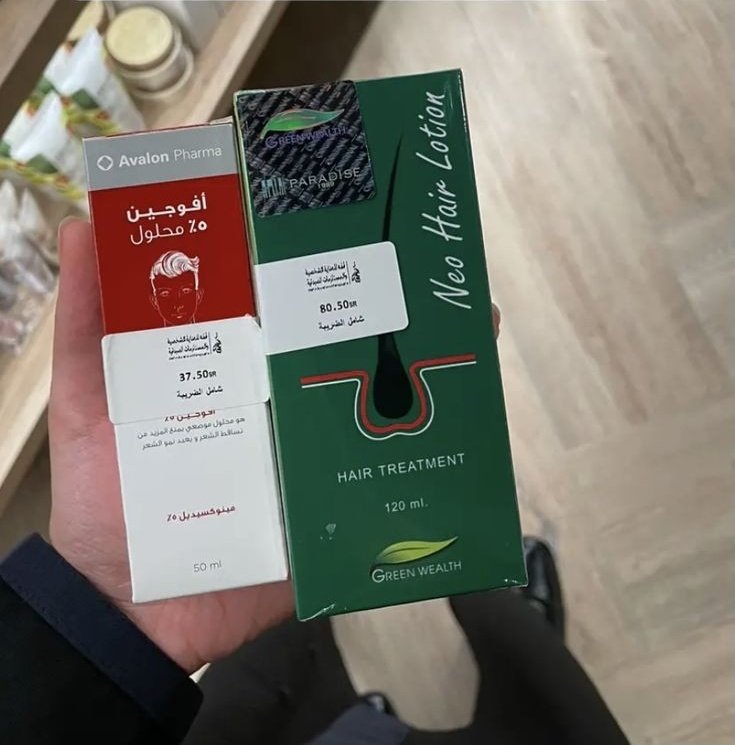 Avalon Pharma
أفوجين
٥٪ محلول
37.50SR
شامل الضريبة
أفوجين ٥٪
هو محلول موضعي يمنع المزيد من
تساقط الشعر و يعيد نمو الشعر
مينوكسيديل ٥٪
50 ml
GREEN WEALTH
PARADISE
1989
Neo Hair Lotion
80.50SR
شامل الضريبة
HAIR TREATMENT
120 ml.
GREEN WEALTH